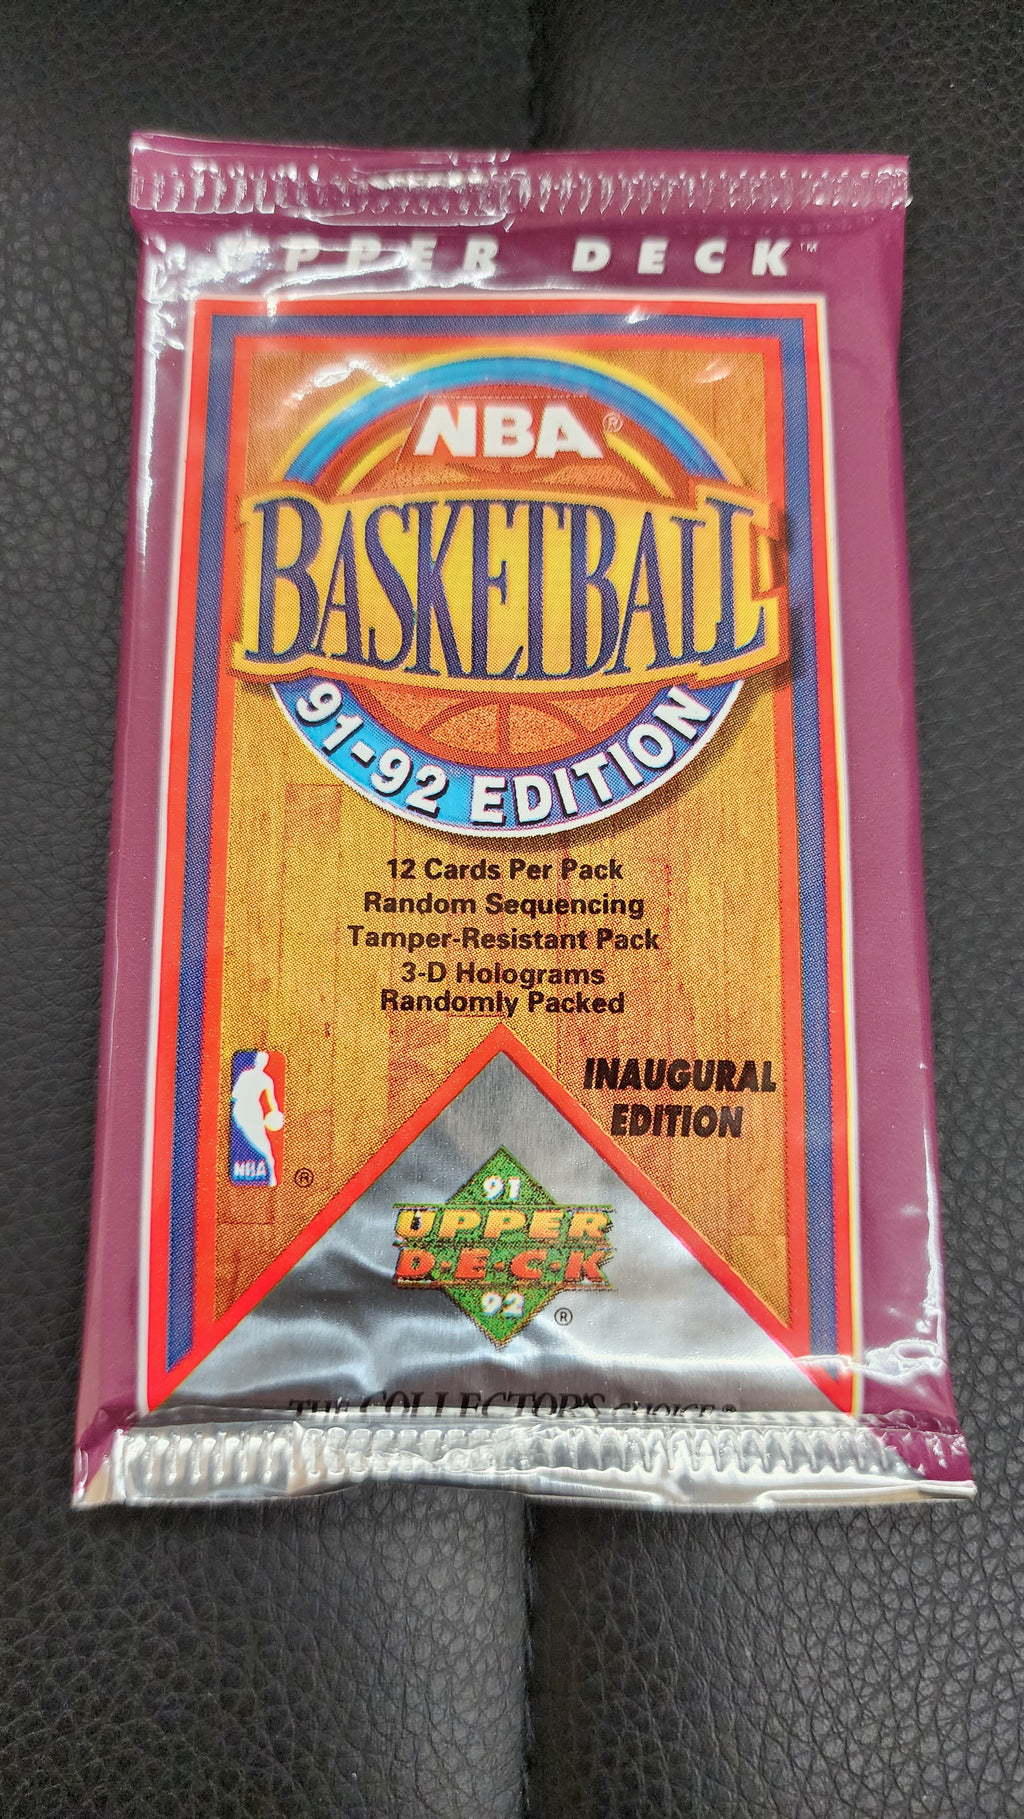 UPPER DECK™
NBA®
BASKETBALL
91-92 EDITION
12 Cards Per Pack
Random Sequencing
Tamper-Resistant Pack
3-D Holograms
Randomly Packed
INAUGURAL
EDITION
NBA
®
91
UPPER
D·E·C·K
92
®
THE COLLECTOR'S CHOICE®